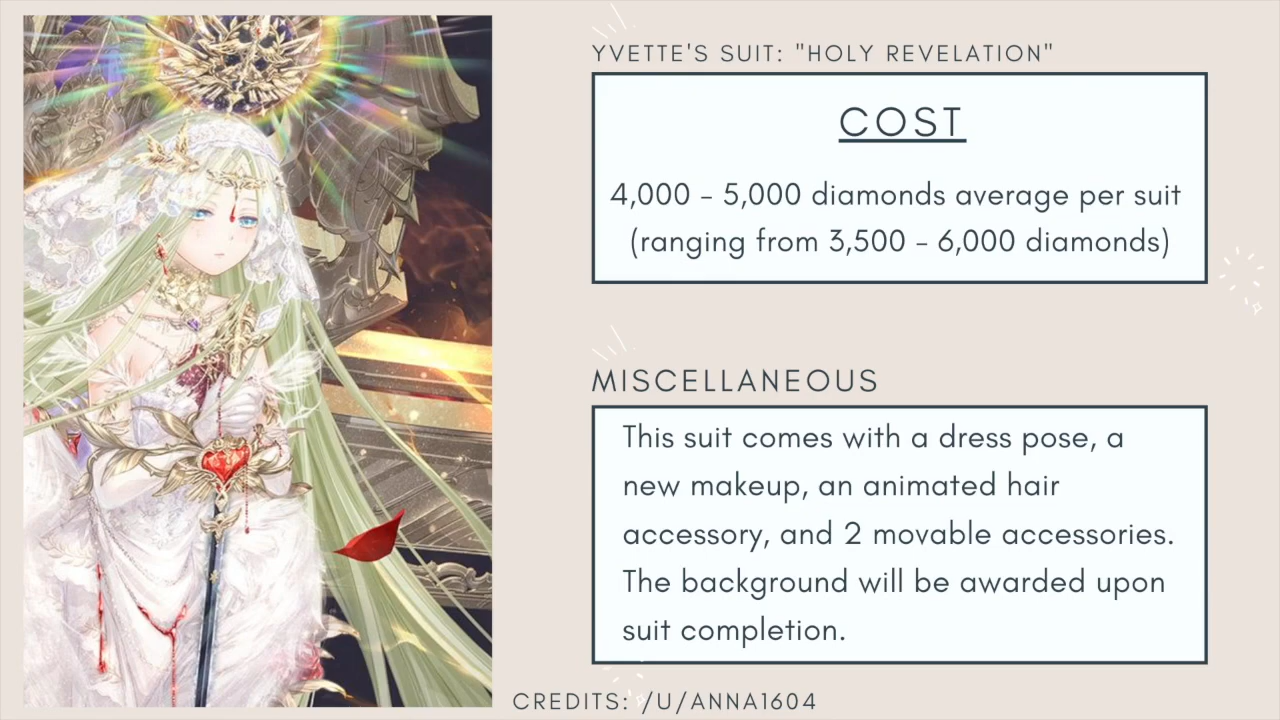 YVETTE'S SUIT: "HOLY REVELATION"
COST
4,000 – 5,000 diamonds average per suit
(ranging from 3,500 – 6,000 diamonds)
MISCELLANEOUS
This suit comes with a dress pose, a
new makeup, an animated hair
accessory, and 2 movable accessories.
The background will be awarded upon
suit completion.
CREDITS: /U/ANNA1604